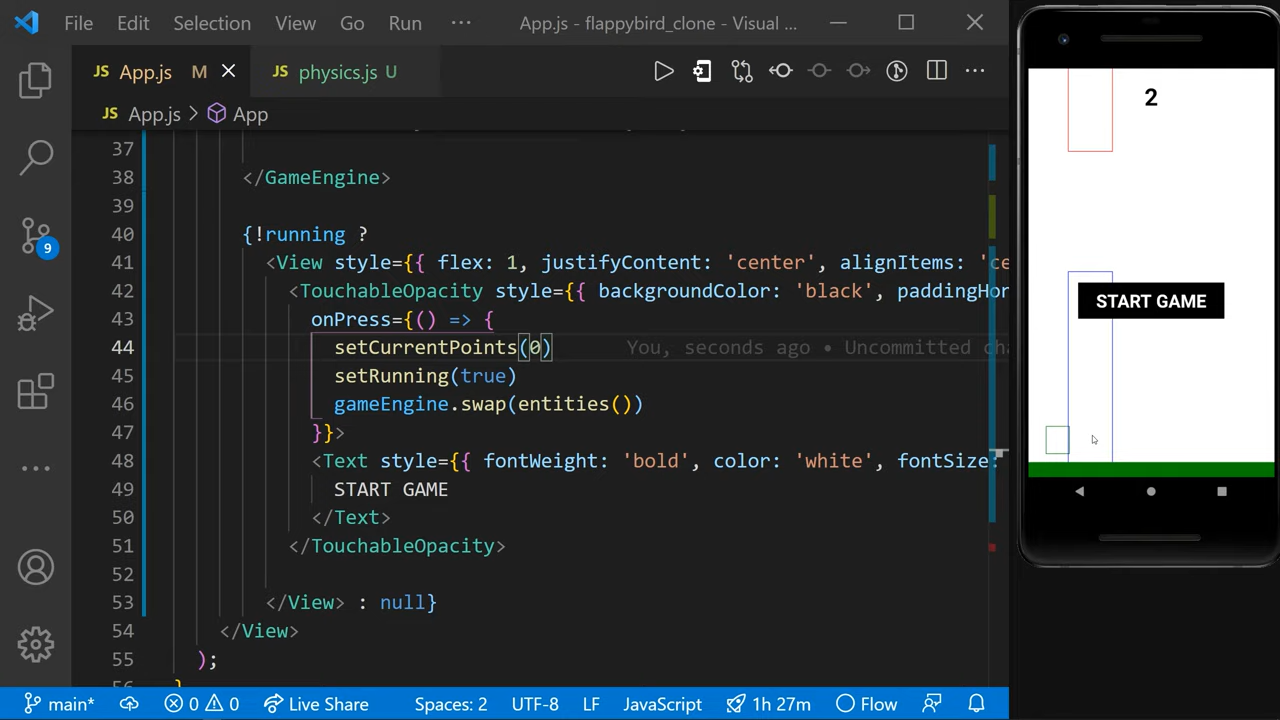 File Edit Selection View Go Run ··· App.js - flappybird_clone - Visual ...
JS App.js M JS physics.js U
JS App.js > App
37
38 </GameEngine>
39
40 {!running ?
41 <View style={{ flex: 1, justifyContent: 'center', alignItems: 'ce
42 <TouchableOpacity style={{ backgroundColor: 'black', paddingHor
43 onPress={() => {
44 setCurrentPoints(0) You, seconds ago • Uncommitted cha
45 setRunning(true)
46 gameEngine.swap(entities())
47 }}>
48 <Text style={{ fontWeight: 'bold', color: 'white', fontSize:
49 START GAME
50 </Text>
51 </TouchableOpacity>
52
53 </View> : null}
54 </View>
55 );
56 }
9
main* 0 0 Live Share Spaces: 2 UTF-8 LF JavaScript 1h 27m Flow
2
START GAME